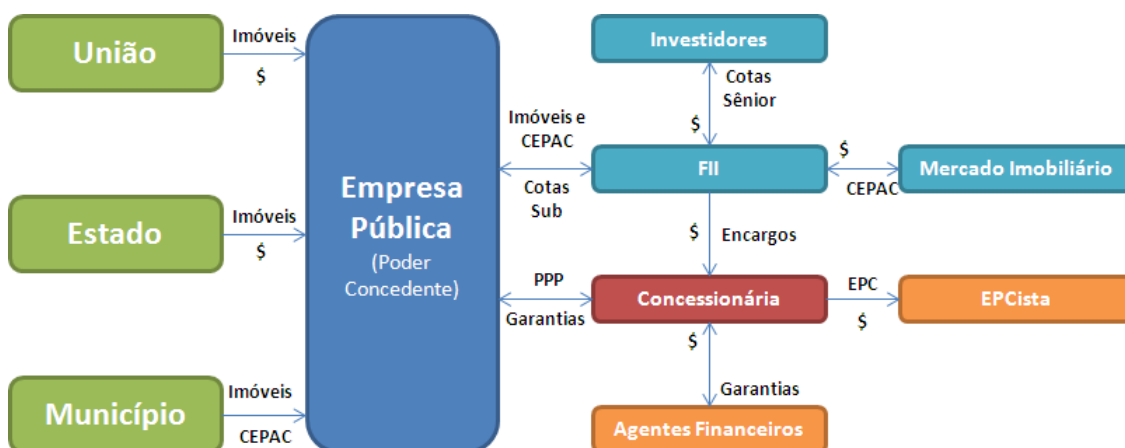 União
Imóveis
$
Estado
Imóveis
$
Município
Imóveis
CEPAC
Empresa
Pública
(Poder
Concedente)
Imóveis e
CEPAC
Cotas
Sub
PPP
Garantias
Investidores
Cotas
Sênior
$
FII
$
CEPAC
Mercado Imobiliário
$
Encargos
Concessionária
EPC
$
EPCista
$
Garantias
Agentes Financeiros